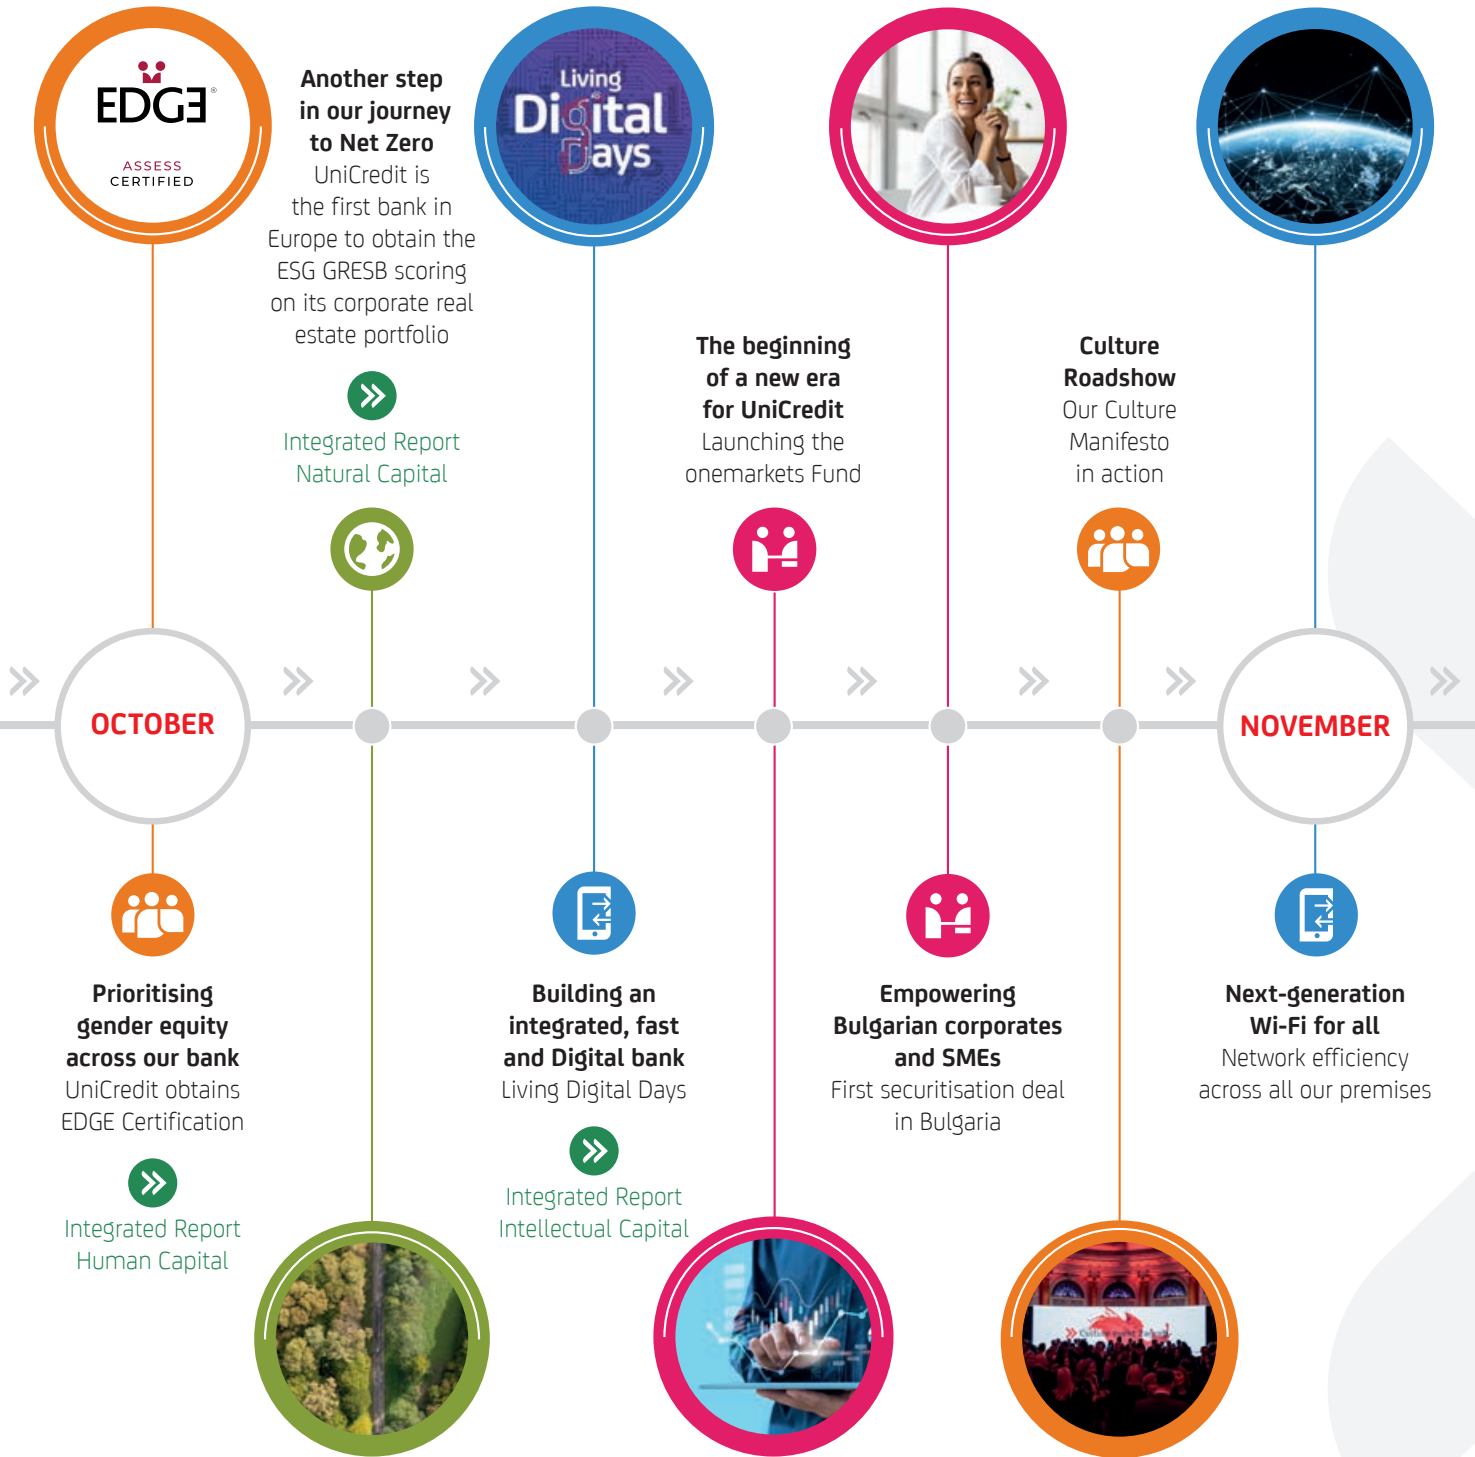 EDGE®
ASSESS
CERTIFIED
Another step
in our journey
to Net Zero
UniCredit is
the first bank in
Europe to obtain the
ESG GRESB scoring
on its corporate real
estate portfolio
Integrated Report
Natural Capital
Living
Digital
Days
The beginning
of a new era
for UniCredit
Launching the
onemarkets Fund
Culture
Roadshow
Our Culture
Manifesto
in action
OCTOBER
NOVEMBER
Prioritising
gender equity
across our bank
UniCredit obtains
EDGE Certification
Integrated Report
Human Capital
Building an
integrated, fast
and Digital bank
Living Digital Days
Integrated Report
Intellectual Capital
Empowering
Bulgarian corporates
and SMEs
First securitisation deal
in Bulgaria
Next-generation
Wi-Fi for all
Network efficiency
across all our premises